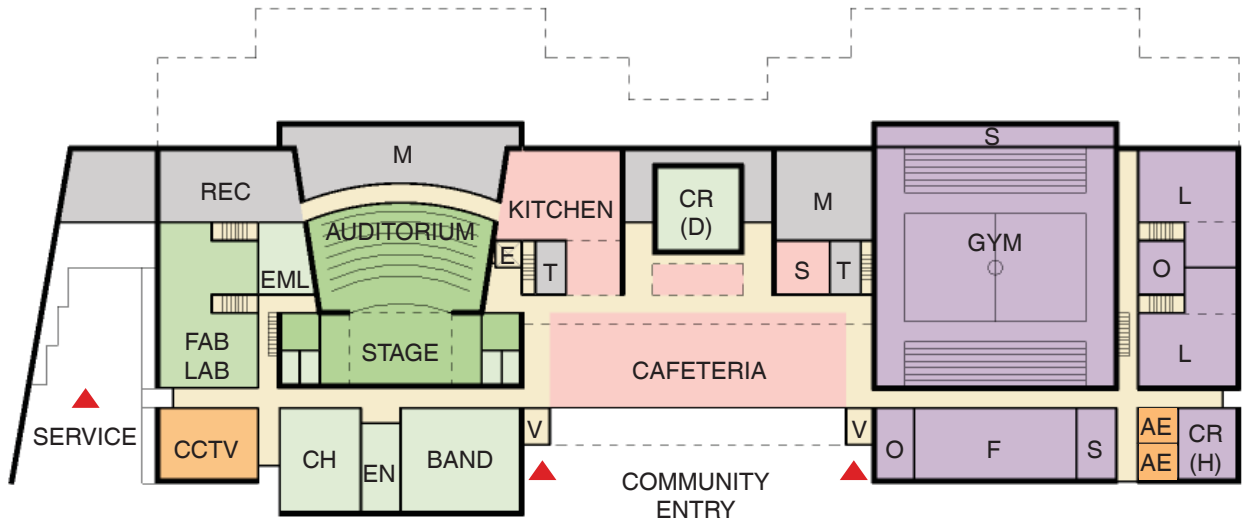 S
M
REC
CR
(D)
M
L
KITCHEN
AUDITORIUM
GYM
E
T
S
T
O
EML
FAB
LAB
STAGE
CAFETERIA
L
SERVICE
CCTV
CH
EN
BAND
V
V
O
F
S
AE
AE
CR
(H)
COMMUNITY
ENTRY